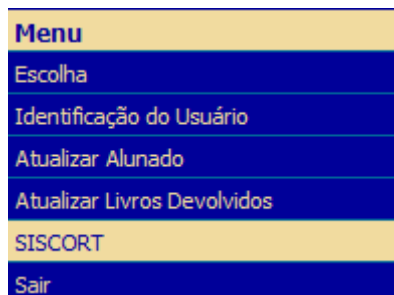 Menu
Escolha
Identificação do Usuário
Atualizar Alunado
Atualizar Livros Devolvidos
SISCORT
Sair